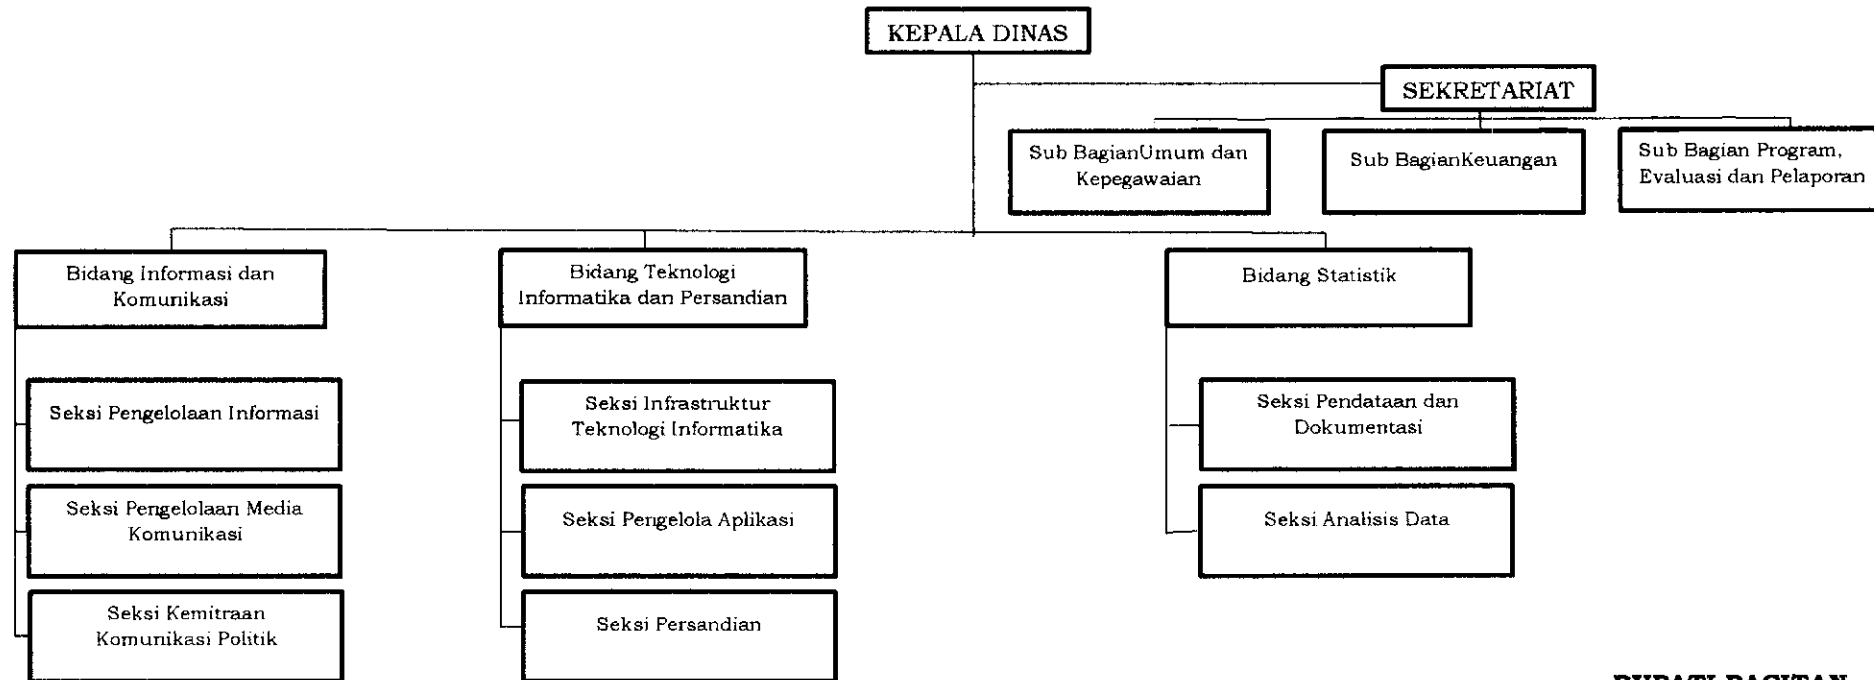 KEPALA DINAS
SEKRETARIAT
Sub BagianUmum dan
Kepegawaian
Sub BagianKeuangan
Sub Bagian Program,
Evaluasi dan Pelaporan
Bidang Informasi dan
Komunikasi
Bidang Teknologi
Informatika dan Persandian
Bidang Statistik
Seksi Pengelolaan Informasi
Seksi Infrastruktur
Teknologi Informatika
Seksi Pendataan dan
Dokumentasi
Seksi Pengelolaan Media
Komunikasi
Seksi Pengelola Aplikasi
Seksi Analisis Data
Seksi Kemitraan
Komunikasi Politik
Seksi Persandian
BUPATI PACITAN